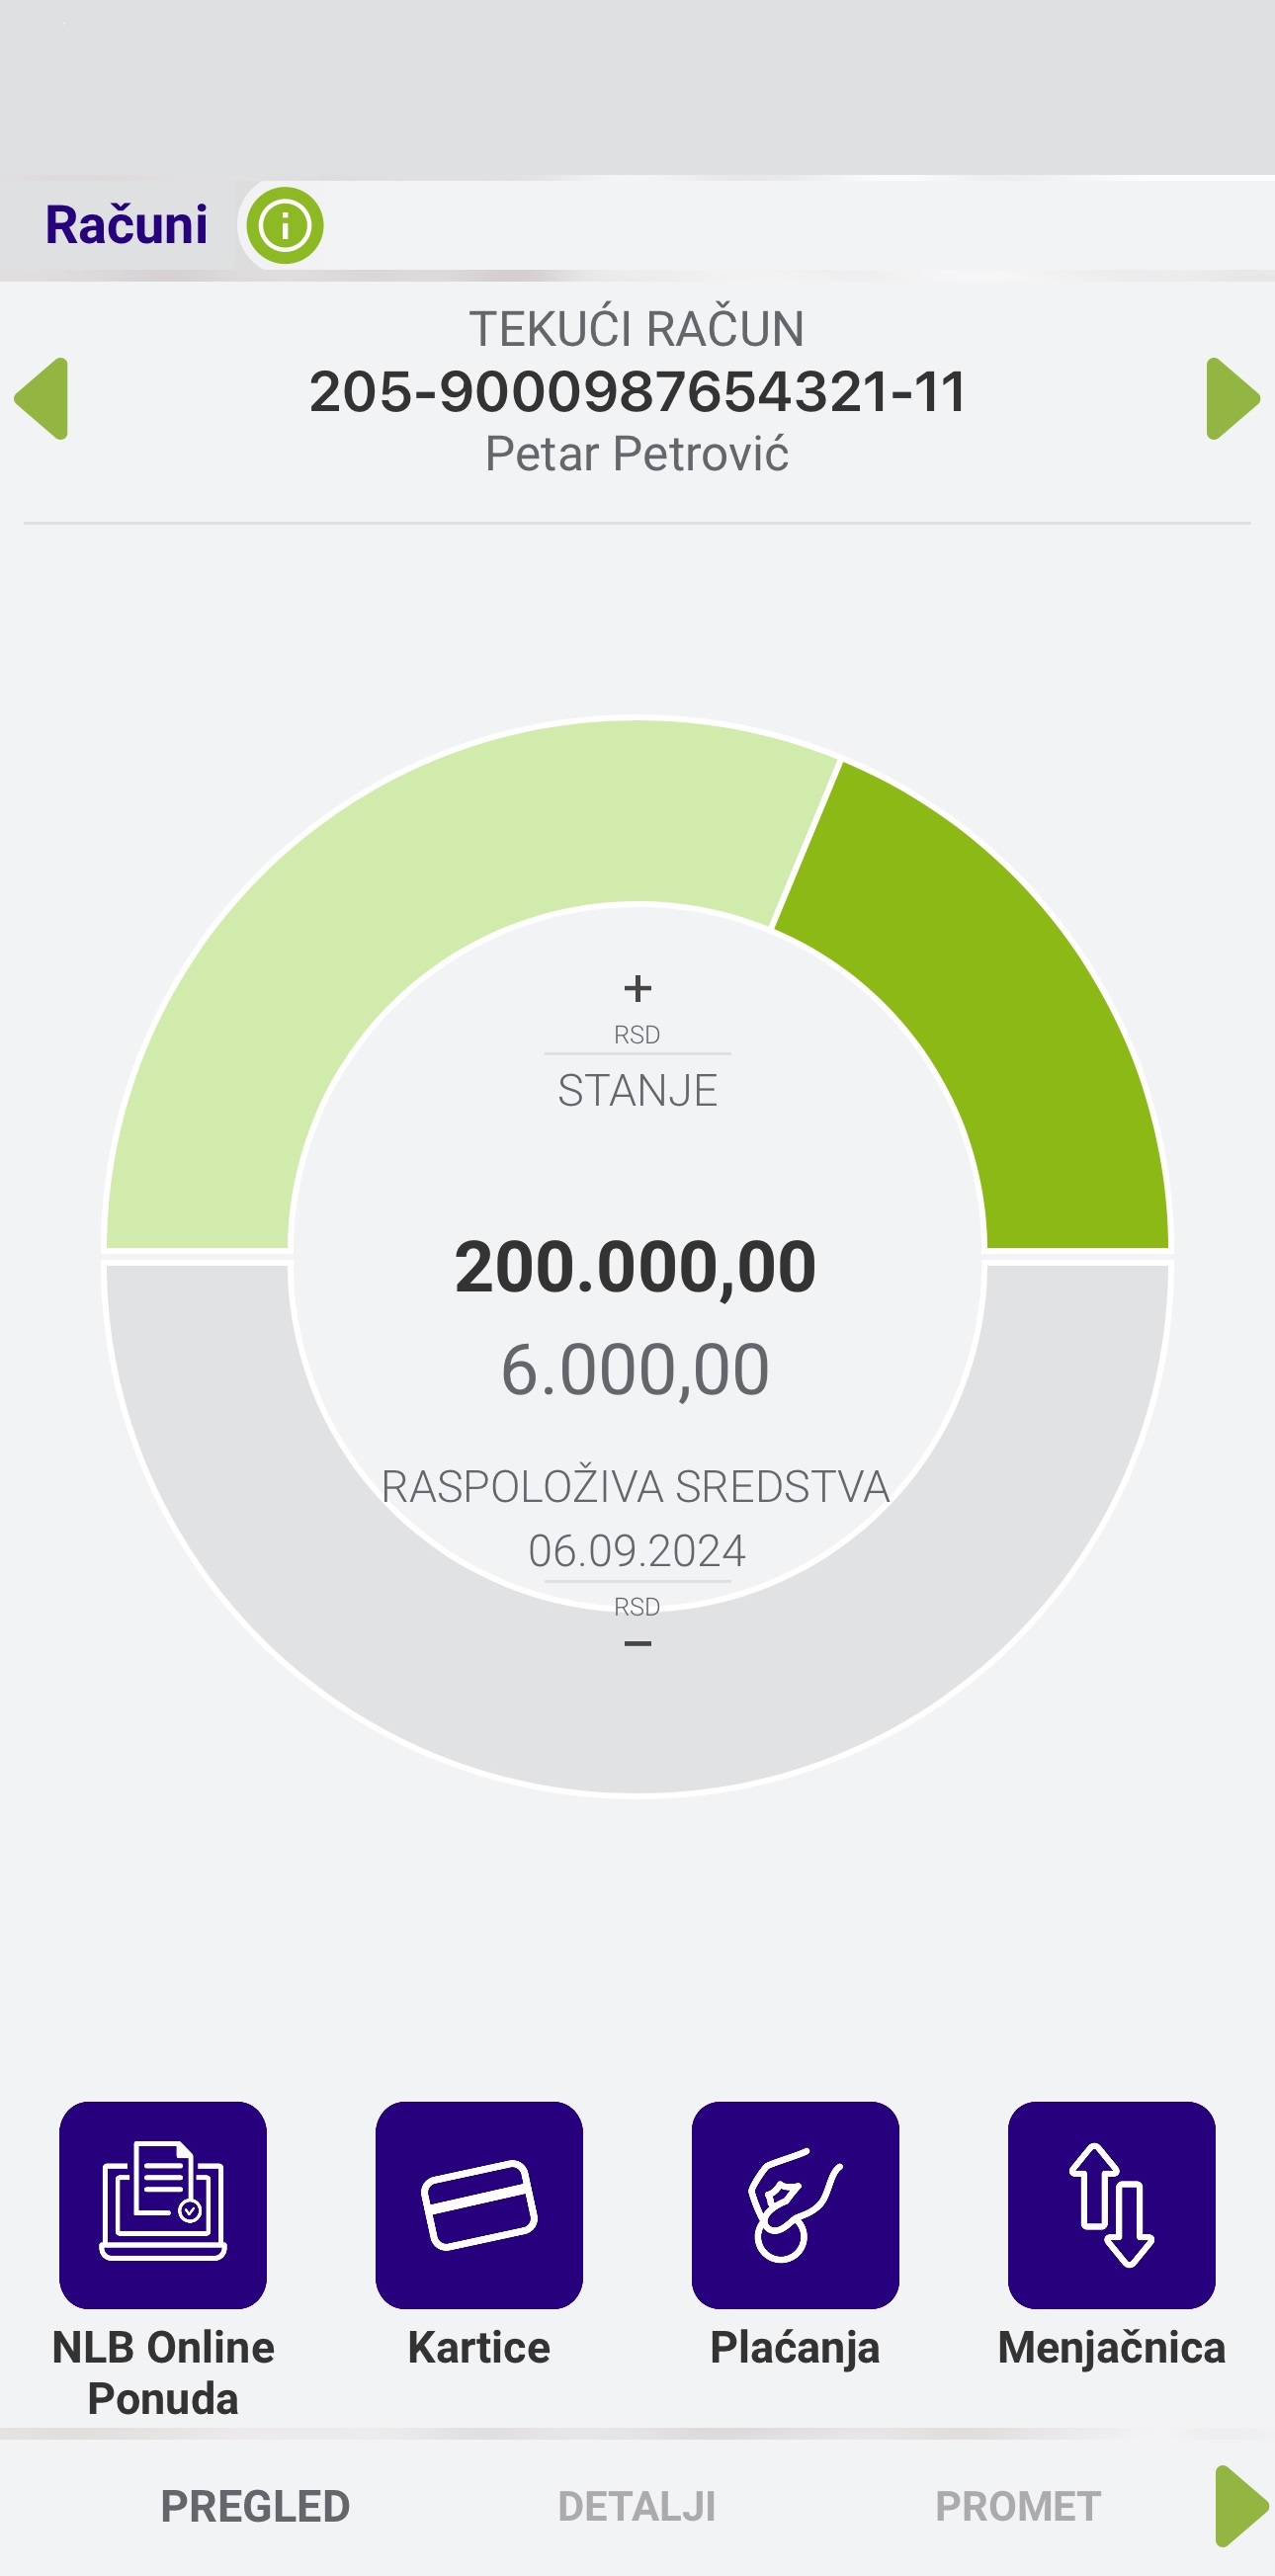 Računi
TEKUĆI RAČUN
205-9000987654321-11
Petar Petrović
+
RSD
STANJE
200.000,00
6.000,00
RASPOLOŽIVA SREDSTVA
06.09.2024
RSD
−
NLB Online
Ponuda
Kartice
Plaćanja
Menjačnica
PREGLED
DETALJI
PROMET